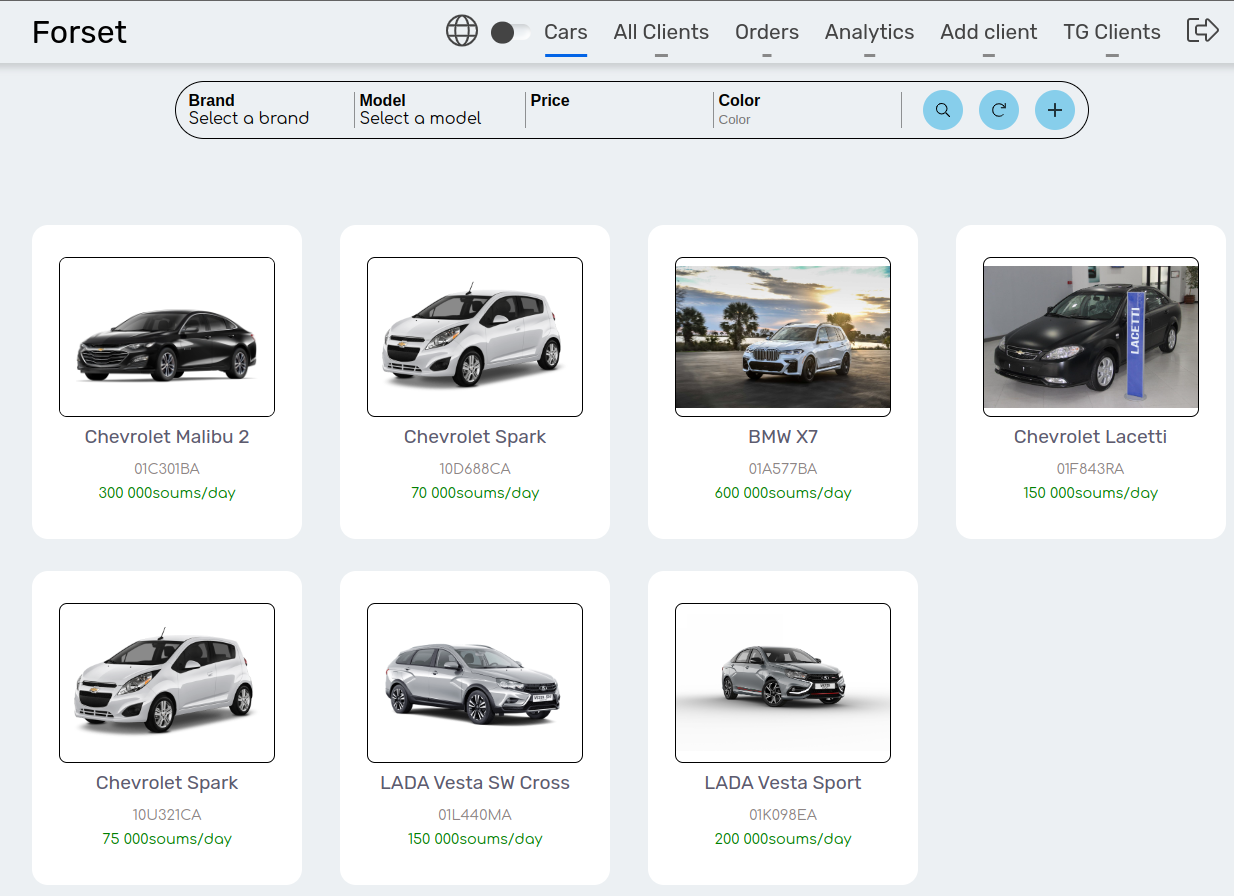 Forset
Cars All Clients Orders Analytics Add client TG Clients
Brand Model Price Color
Select a brand Select a model Color
LACETTI
Chevrolet Malibu 2 Chevrolet Spark BMW X7 Chevrolet Lacetti
01C301BA 10D688CA 01A577BA 01F843RA
300 000soums/day 70 000soums/day 600 000soums/day 150 000soums/day
Chevrolet Spark LADA Vesta SW Cross LADA Vesta Sport
10U321CA 01L440MA 01K098EA
75 000soums/day 150 000soums/day 200 000soums/day